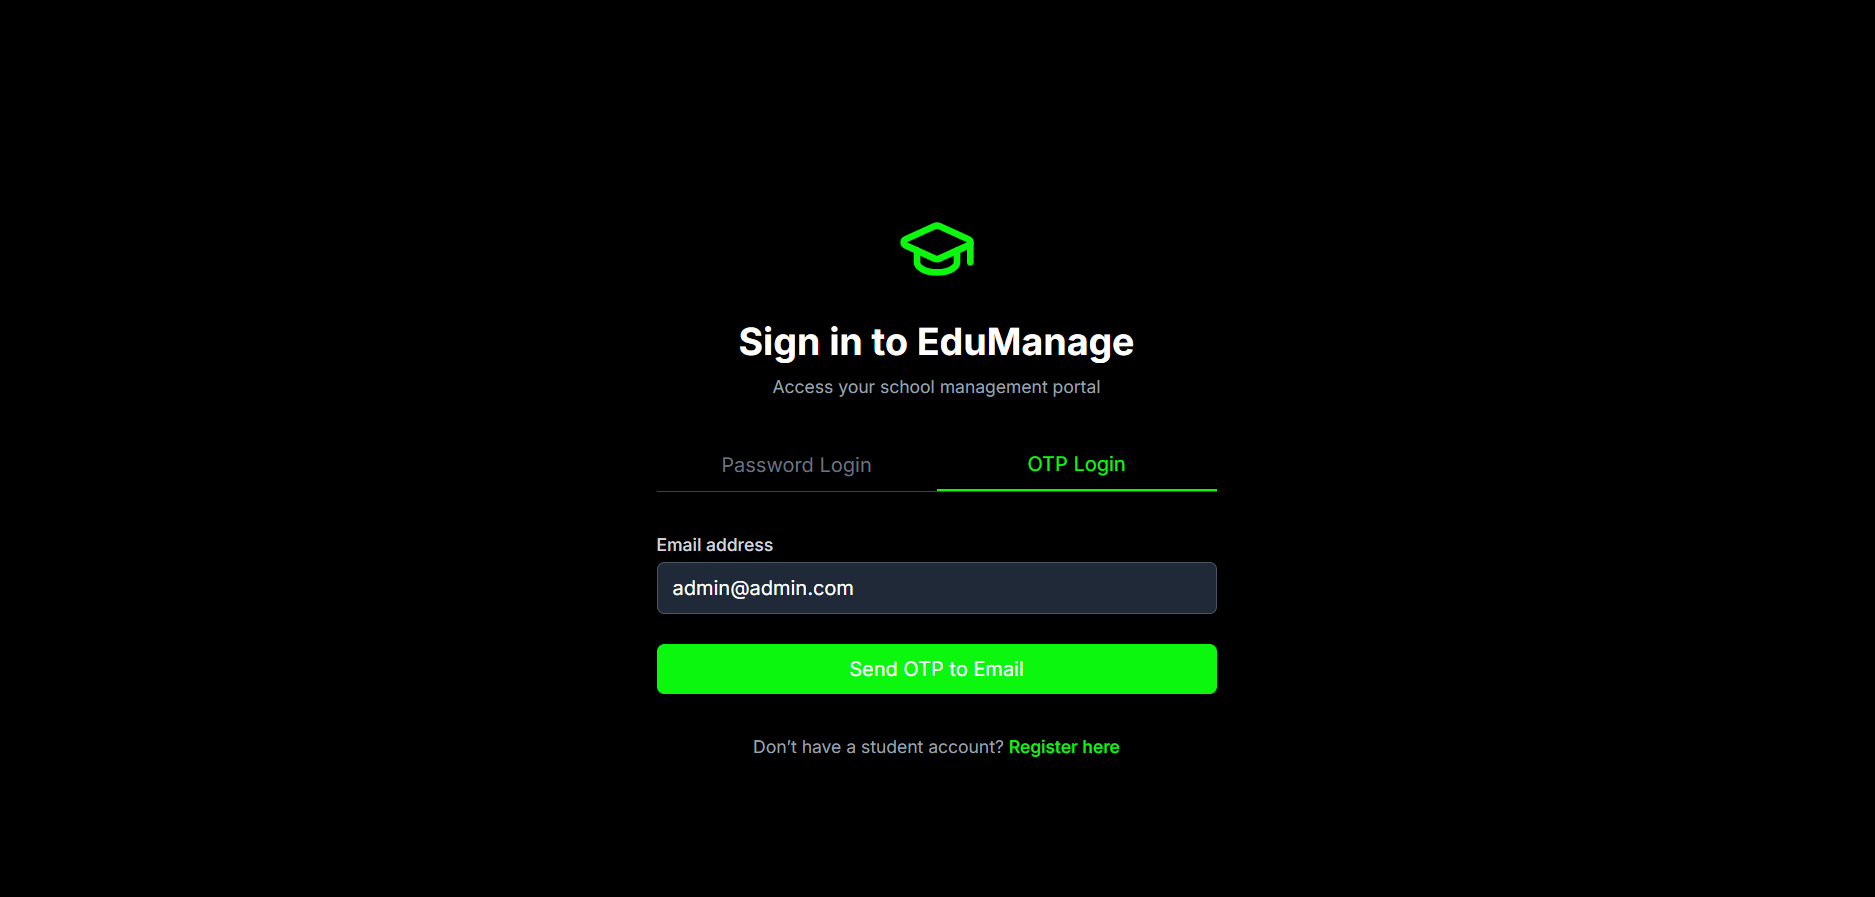 Sign in to EduManage
Access your school management portal
Password Login
OTP Login
Email address
admin@admin.com
Send OTP to Email
Don’t have a student account? Register here